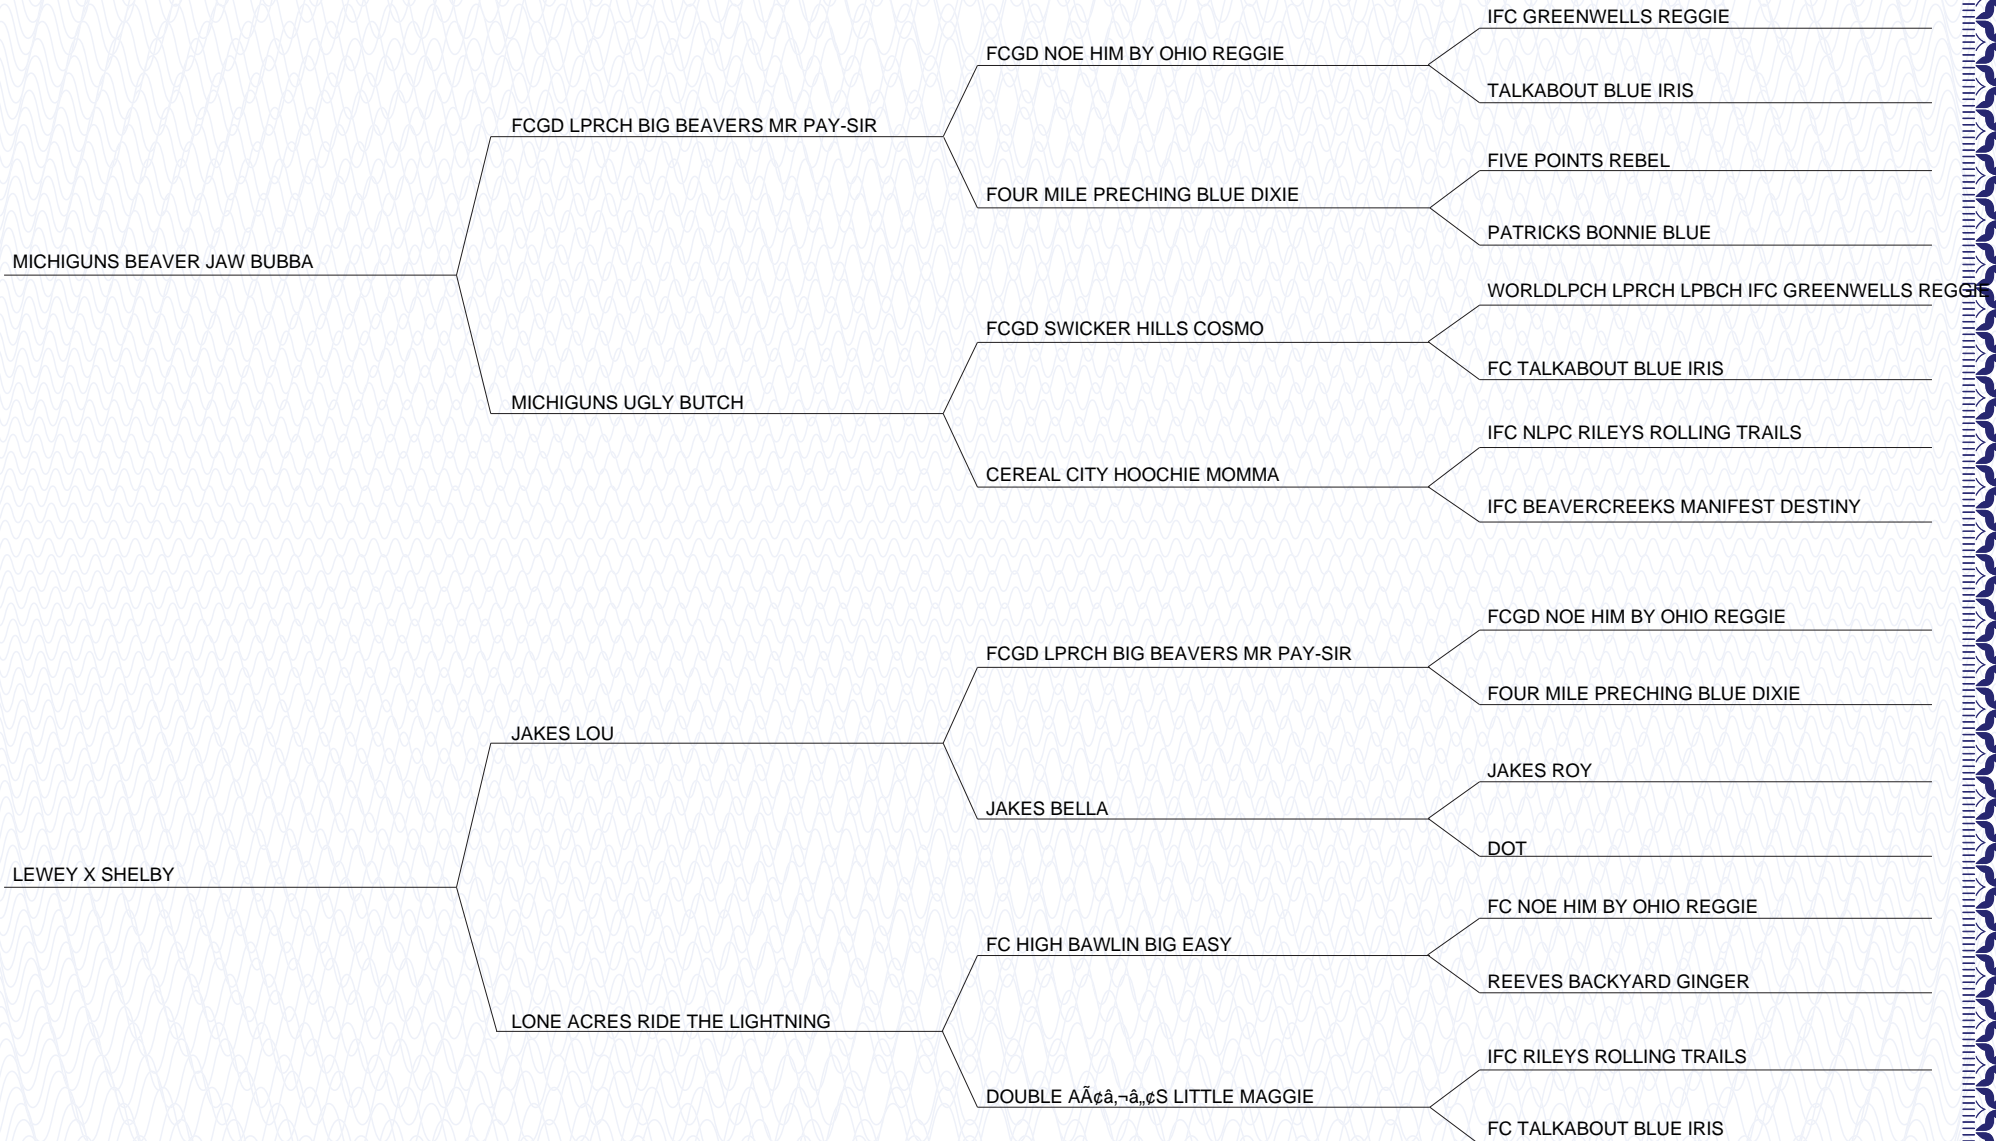 IFC GREENWELLS REGGIE
FCGD NOE HIM BY OHIO REGGIE
TALKABOUT BLUE IRIS
FCGD LPRCH BIG BEAVERS MR PAY-SIR
FIVE POINTS REBEL
FOUR MILE PRECHING BLUE DIXIE
PATRICKS BONNIE BLUE
MICHIGUNS BEAVER JAW BUBBA
WORLDLPCH LPRCH LPBCH IFC GREENWELLS REGGIE
FCGD SWICKER HILLS COSMO
FC TALKABOUT BLUE IRIS
MICHIGUNS UGLY BUTCH
IFC NLPC RILEYS ROLLING TRAILS
CEREAL CITY HOOCHIE MOMMA
IFC BEAVERCREEKS MANIFEST DESTINY
FCGD NOE HIM BY OHIO REGGIE
FCGD LPRCH BIG BEAVERS MR PAY-SIR
FOUR MILE PRECHING BLUE DIXIE
JAKES LOU
JAKES ROY
JAKES BELLA
DOT
LEWEY X SHELBY
FC NOE HIM BY OHIO REGGIE
FC HIGH BAWLIN BIG EASY
REEVES BACKYARD GINGER
LONE ACRES RIDE THE LIGHTNING
IFC RILEYS ROLLING TRAILS
DOUBLE AÃ¢â‚¬â„¢S LITTLE MAGGIE
FC TALKABOUT BLUE IRIS